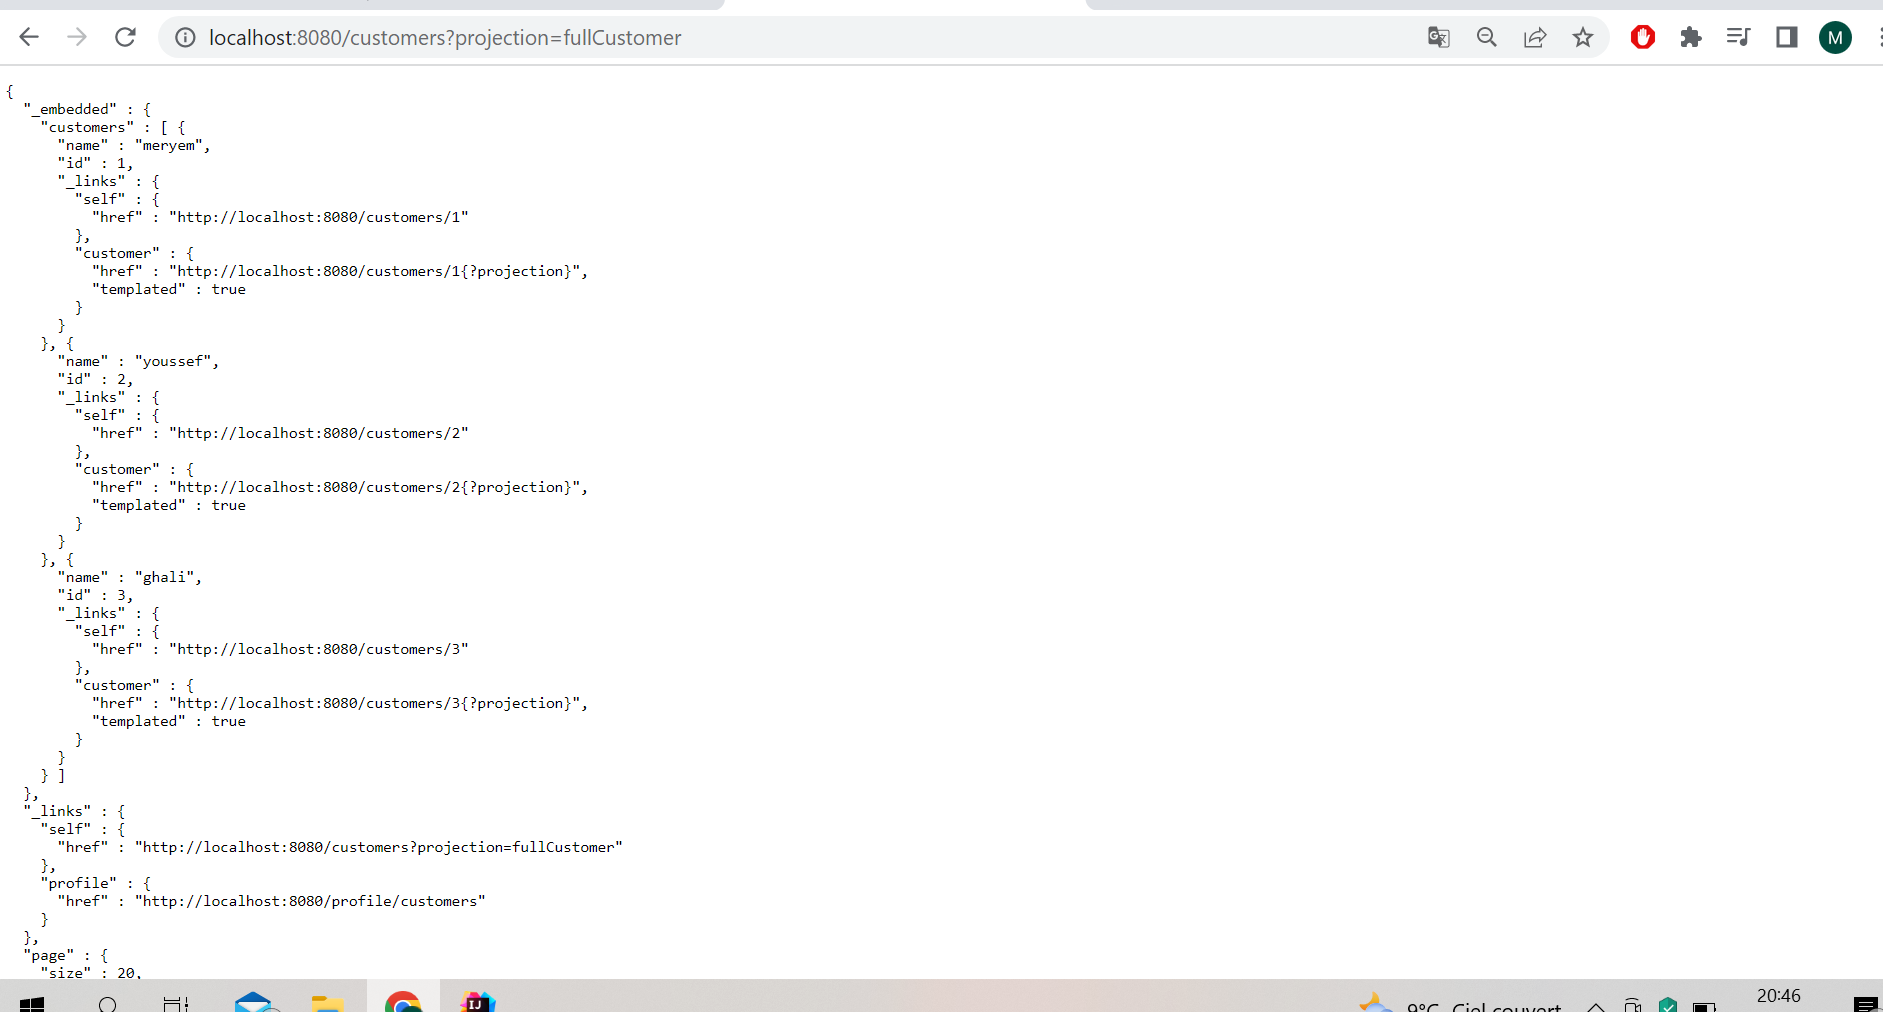 localhost:8080/customers?projection=fullCustomer
M
{
  "_embedded" : {
    "customers" : [ {
      "name" : "meryem",
      "id" : 1,
      "_links" : {
        "self" : {
          "href" : "http://localhost:8080/customers/1"
        },
        "customer" : {
          "href" : "http://localhost:8080/customers/1{?projection}",
          "templated" : true
        }
      }
    }, {
      "name" : "youssef",
      "id" : 2,
      "_links" : {
        "self" : {
          "href" : "http://localhost:8080/customers/2"
        },
        "customer" : {
          "href" : "http://localhost:8080/customers/2{?projection}",
          "templated" : true
        }
      }
    }, {
      "name" : "ghali",
      "id" : 3,
      "_links" : {
        "self" : {
          "href" : "http://localhost:8080/customers/3"
        },
        "customer" : {
          "href" : "http://localhost:8080/customers/3{?projection}",
          "templated" : true
        }
      }
    } ]
  },
  "_links" : {
    "self" : {
      "href" : "http://localhost:8080/customers?projection=fullCustomer"
    },
    "profile" : {
      "href" : "http://localhost:8080/profile/customers"
    }
  },
  "page" : {
    "size" : 20,
IJ
9°C Ciel couvert
20:46